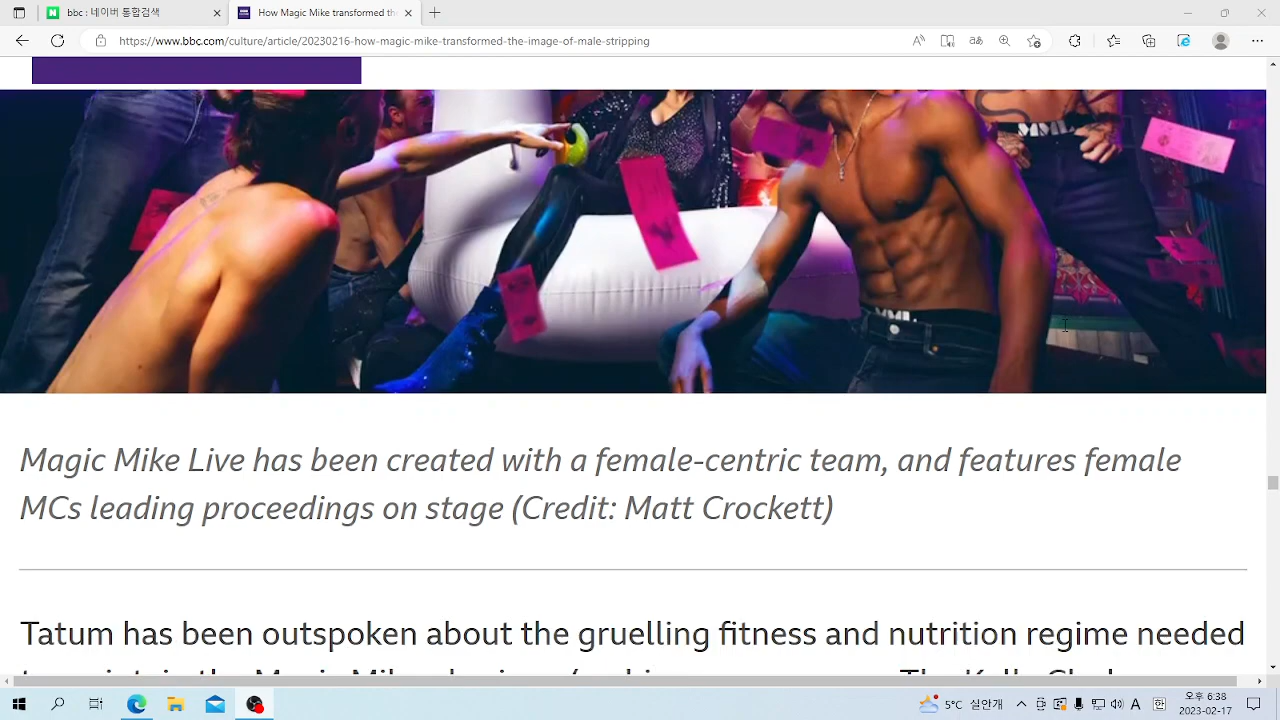 bbc : 네이버 통합검색
How Magic Mike transformed th
https://www.bbc.com/culture/article/20230216-how-magic-mike-transformed-the-image-of-male-stripping
Magic Mike Live has been created with a female-centric team, and features female
MCs leading proceedings on stage (Credit: Matt Crockett)
Tatum has been outspoken about the gruelling fitness and nutrition regime needed
5°C 실안개
A
오후 6:38
2023-02-17